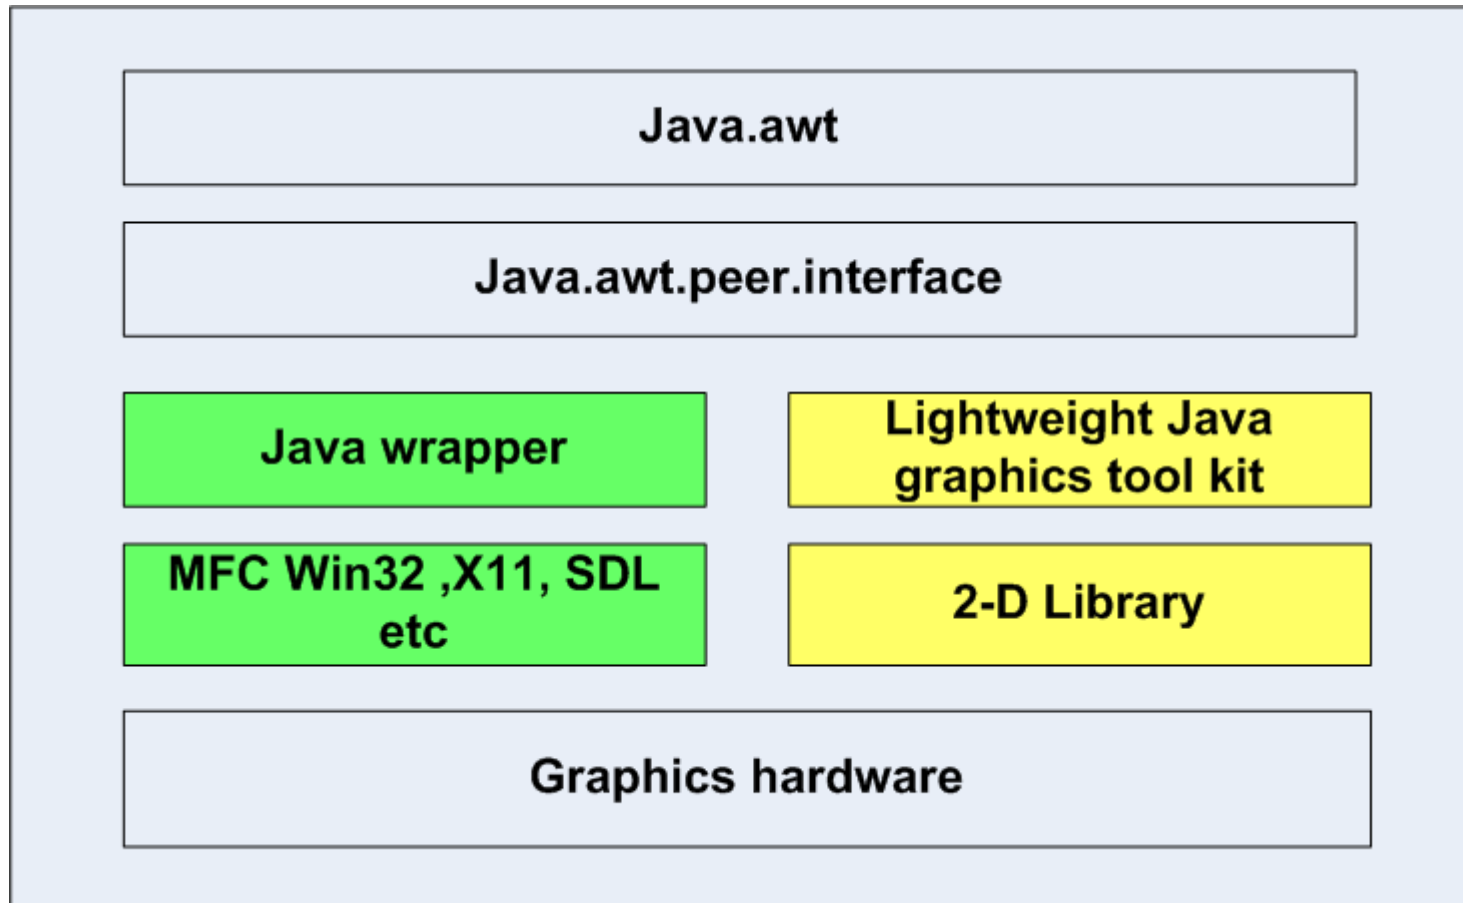 Java.awt
Java.awt.peer.interface
Java wrapper
Lightweight Java
graphics tool kit
MFC Win32 ,X11, SDL
etc
2-D Library
Graphics hardware